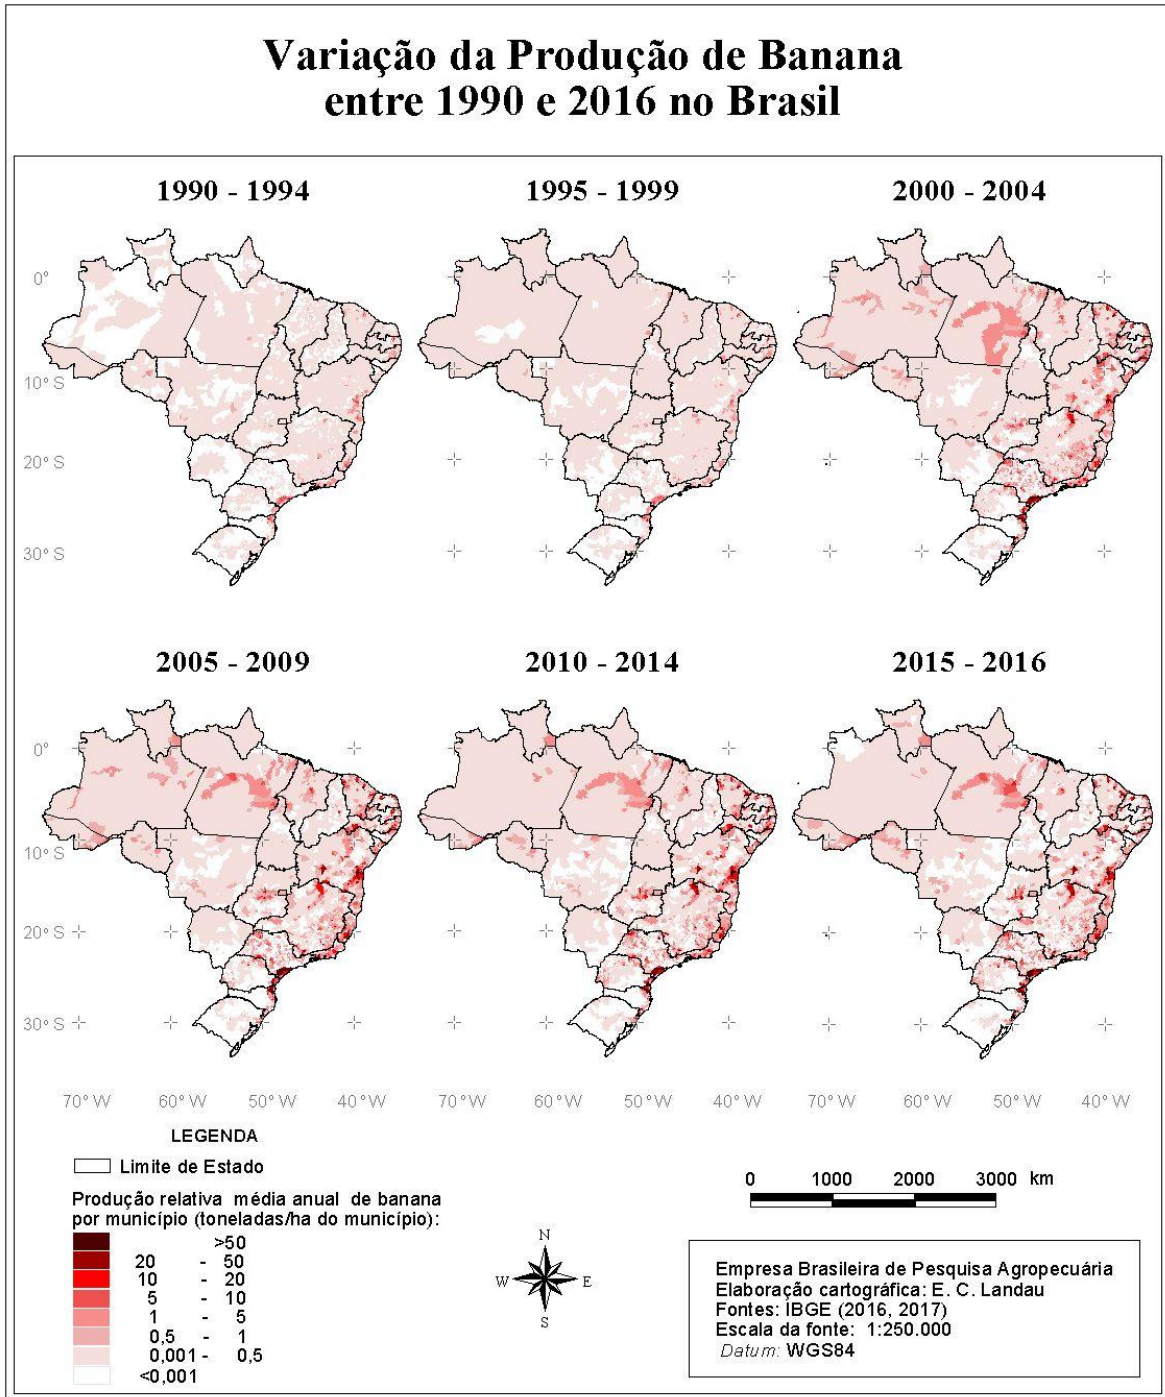 Variação da Produção de Banana
entre 1990 e 2016 no Brasil
1990 - 1994
1995 - 1999
2000 - 2004
0°
10° S
20° S
30° S
2005 - 2009
2010 - 2014
2015 - 2016
0°
10° S
20° S
30° S
70° W 60° W 50° W 40° W
70° W 60° W 50° W 40° W
70° W 60° W 50° W 40° W
LEGENDA
Limite de Estado
Produção relativa média anual de banana
por município (toneladas/ha do município):
>50
20 - 50
10 - 20
5 - 10
1 - 5
0,5 - 1
0,001 - 0,5
<0,001
N
W E
S
0 1000 2000 3000 km
Empresa Brasileira de Pesquisa Agropecuária
Elaboração cartográfica: E. C. Landau
Fontes: IBGE (2016, 2017)
Escala da fonte: 1:250.000
Datum: WGS84